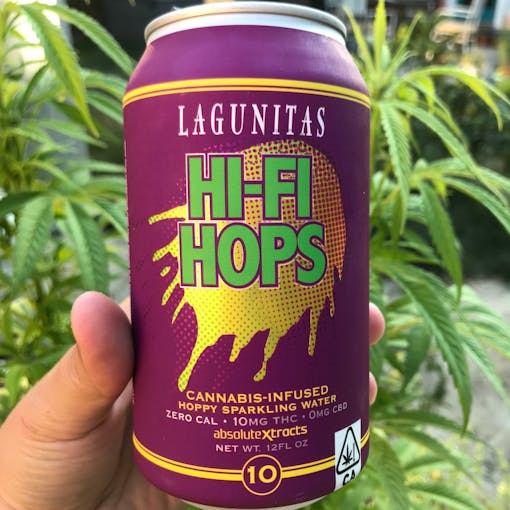 LAGUNITAS
HI-FI
HOPS
CANNABIS-INFUSED
HOPPY SPARKLING WATER
ZERO CAL • 10MG THC • 0MG CBD
absoluteXtracts
NET WT. 12FL OZ
10
CA